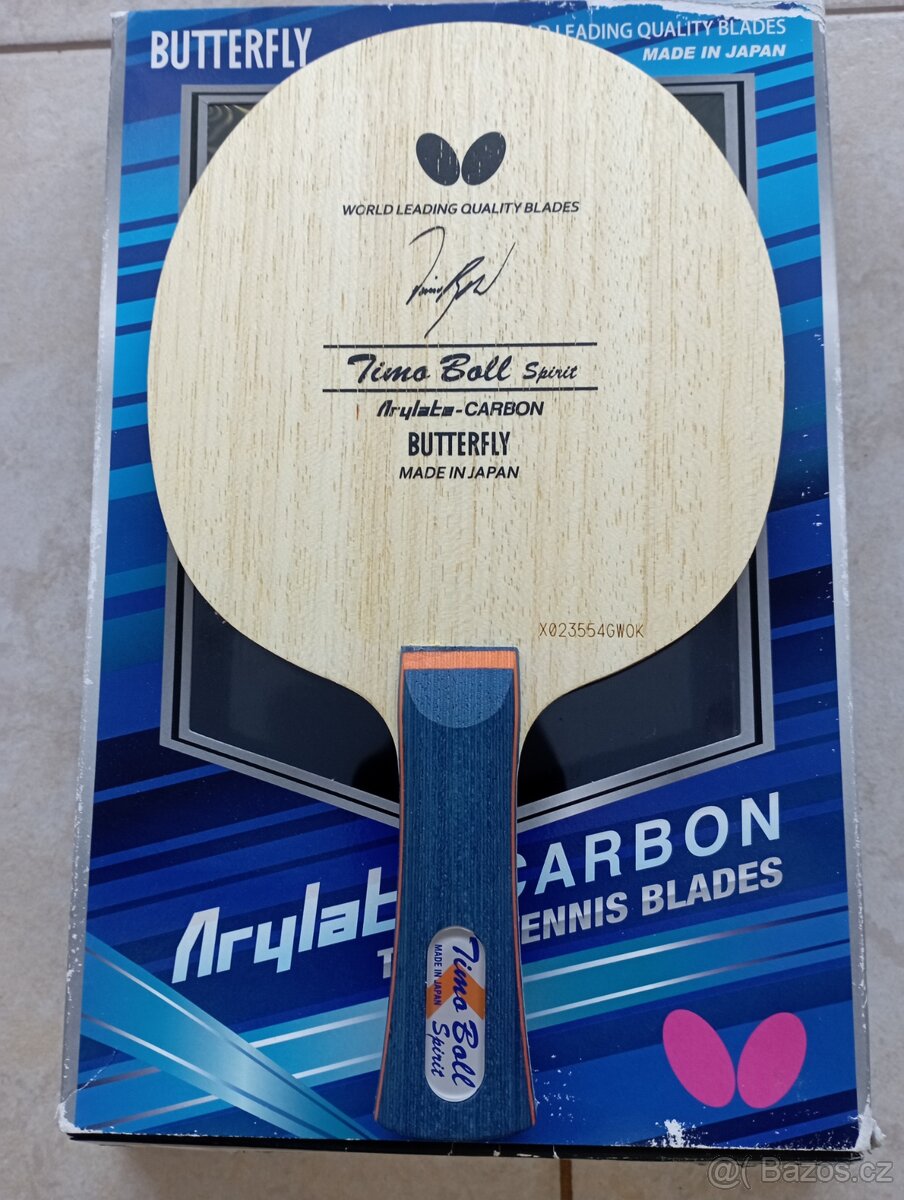 BUTTERFLY
LEADING QUALITY BLADES
MADE IN JAPAN
WORLD LEADING QUALITY BLADES
Timo Boll Spirit
Arylate-CARBON
BUTTERFLY
MADE IN JAPAN
X023554GWOK
Arylate-CARBON
ENNIS BLADES
Timo Boll Spirit
MADE IN JAPAN
@( Bazos.cz